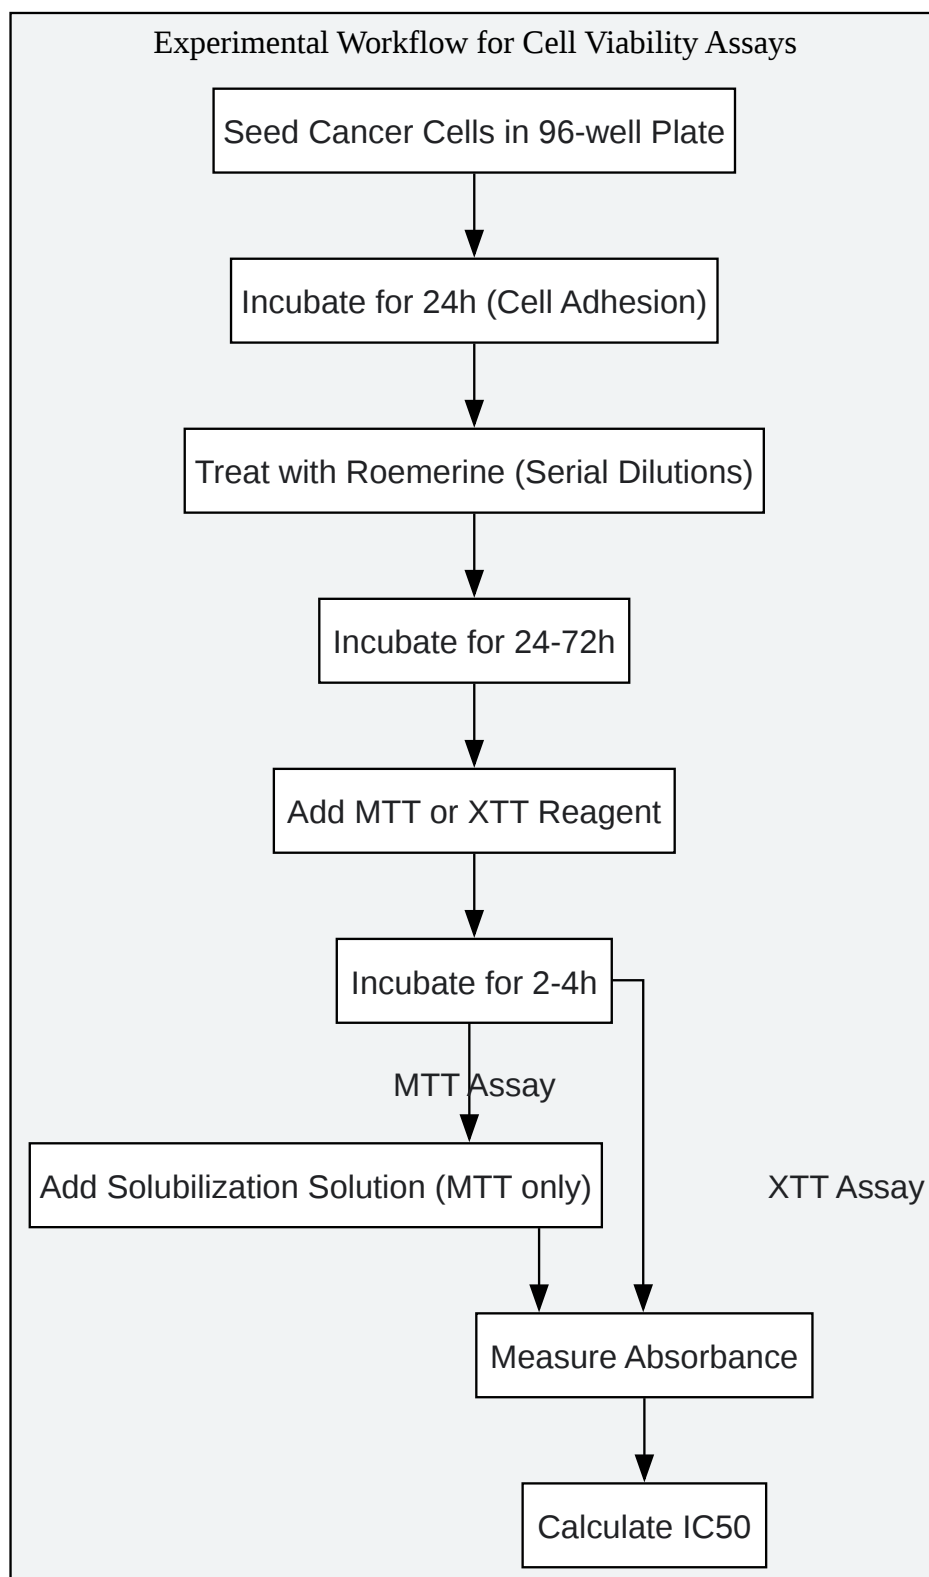 Experimental Workflow for Cell Viability Assays
Seed Cancer Cells in 96-well Plate
Incubate for 24h (Cell Adhesion)
Treat with Roemerine (Serial Dilutions)
Incubate for 24-72h
Add MTT or XTT Reagent
Incubate for 2-4h
MTT Assay
Add Solubilization Solution (MTT only)
XTT Assay
Measure Absorbance
Calculate IC50